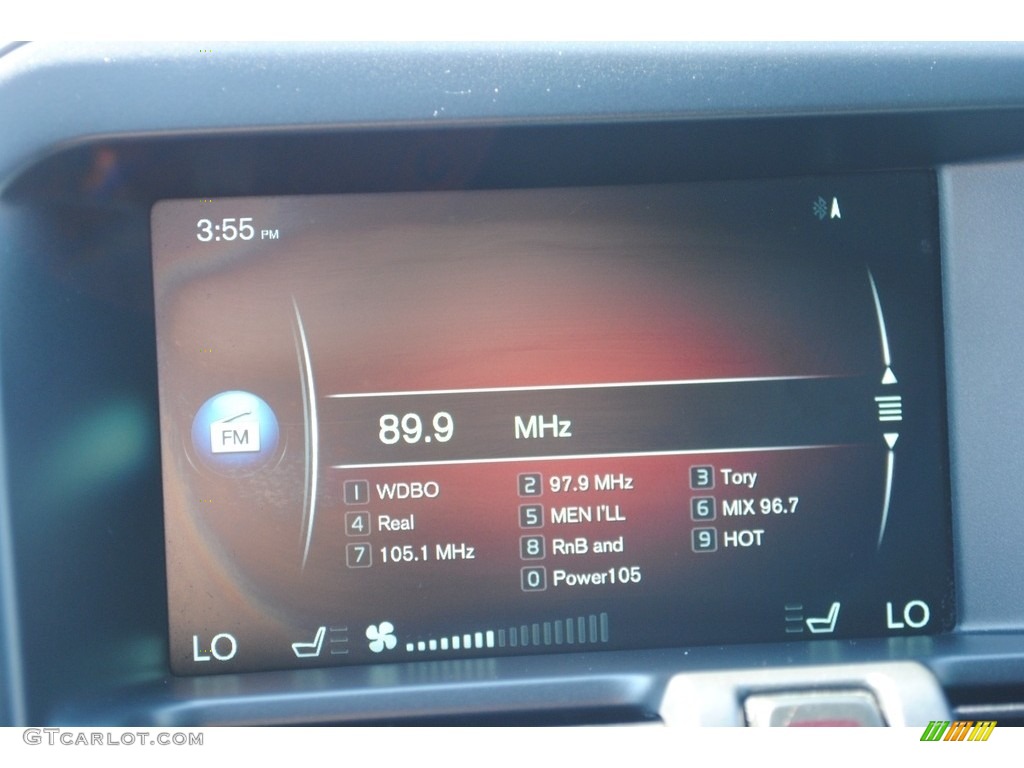 3:55 PM
FM
89.9 MHz
1 WDBO 2 97.9 MHz 3 Tory
4 Real 5 MEN I'LL 6 MIX 96.7
7 105.1 MHz 8 RnB and 9 HOT
0 Power105
LO LO
GTCARLOT.COM